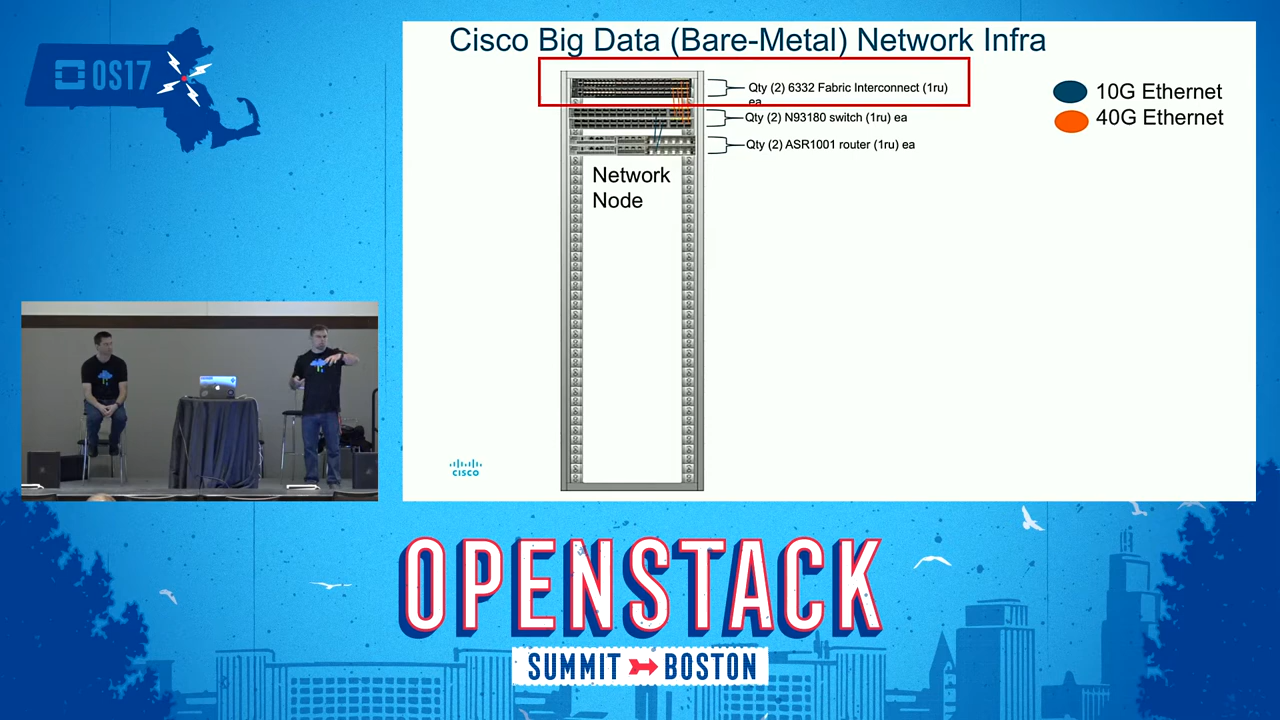 OS17
Cisco Big Data (Bare-Metal) Network Infra
Qty (2) 6332 Fabric Interconnect (1ru)
ea
Qty (2) N93180 switch (1ru) ea
Qty (2) ASR1001 router (1ru) ea
10G Ethernet
40G Ethernet
Network
Node
CISCO
OPENSTACK
SUMMIT BOSTON